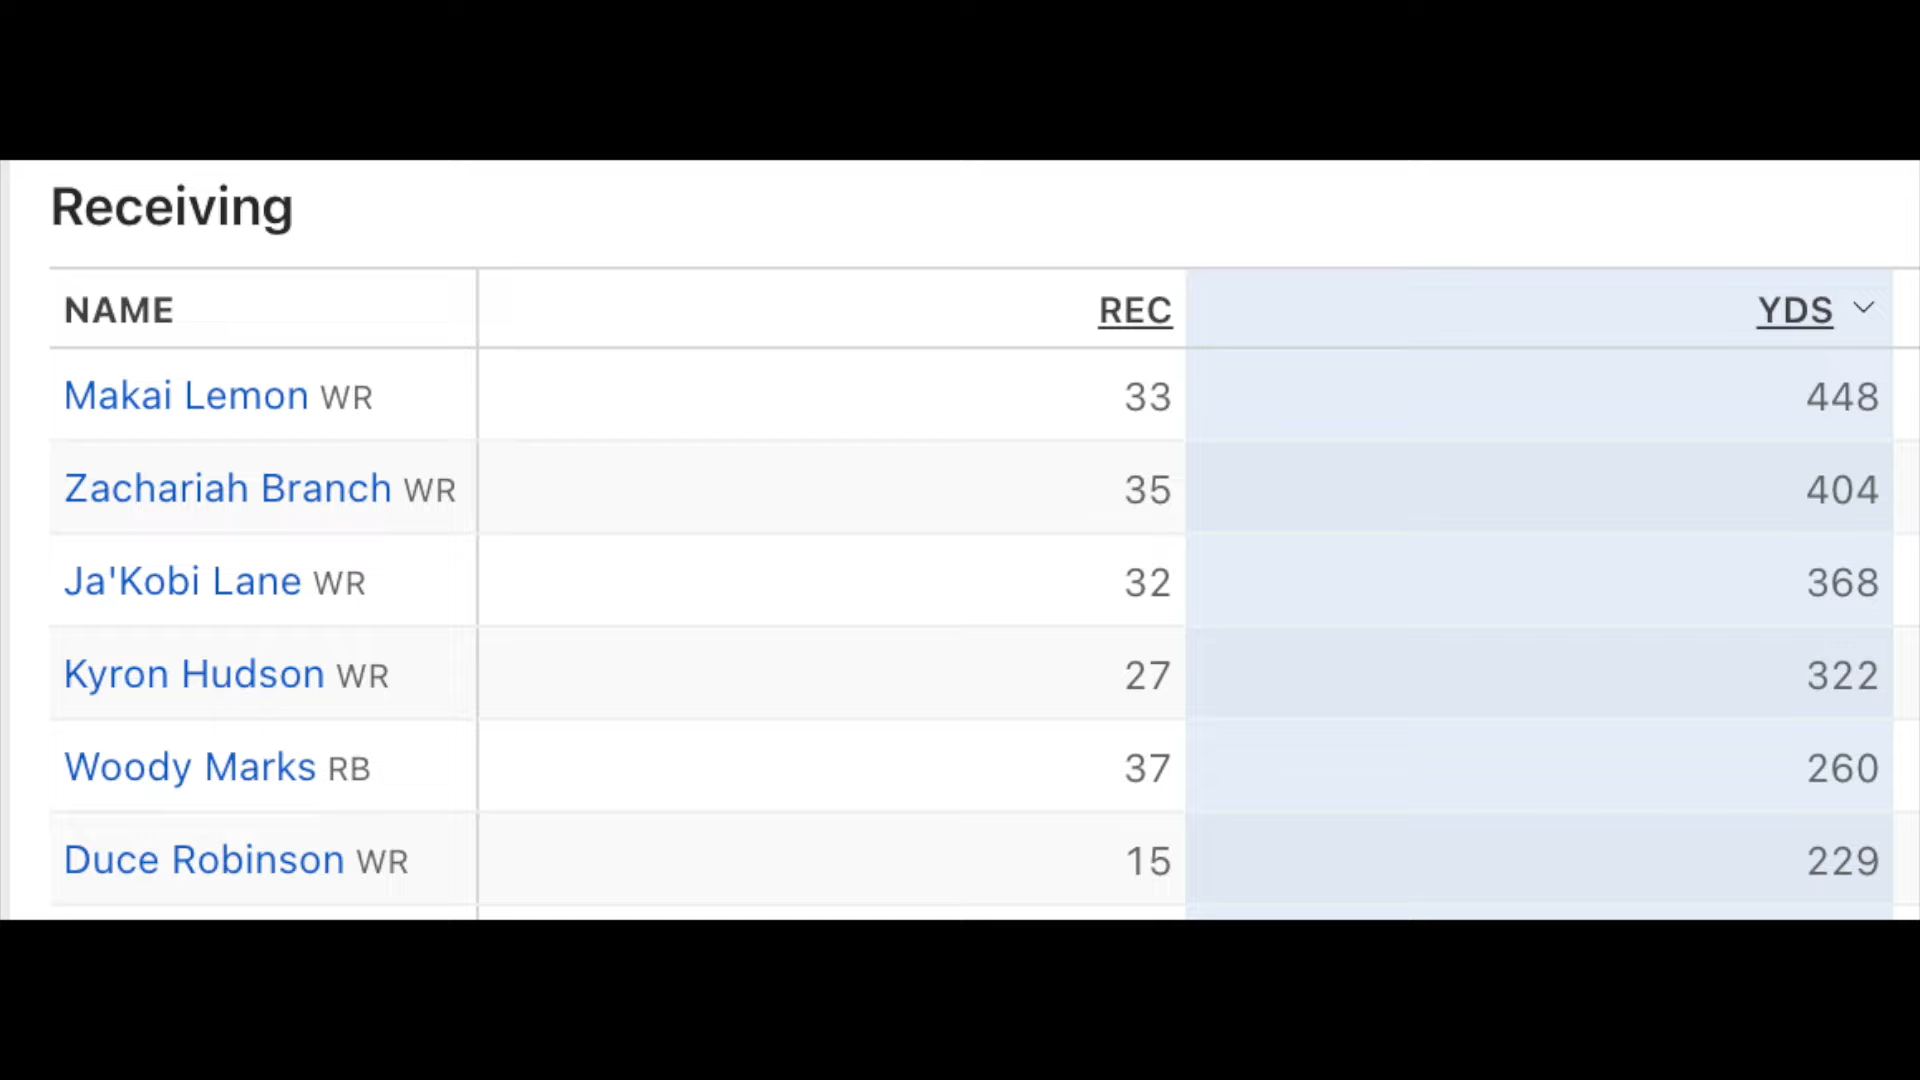 Receiving
NAME REC YDS
Makai Lemon WR 33 448
Zachariah Branch WR 35 404
Ja'Kobi Lane WR 32 368
Kyron Hudson WR 27 322
Woody Marks RB 37 260
Duce Robinson WR 15 229